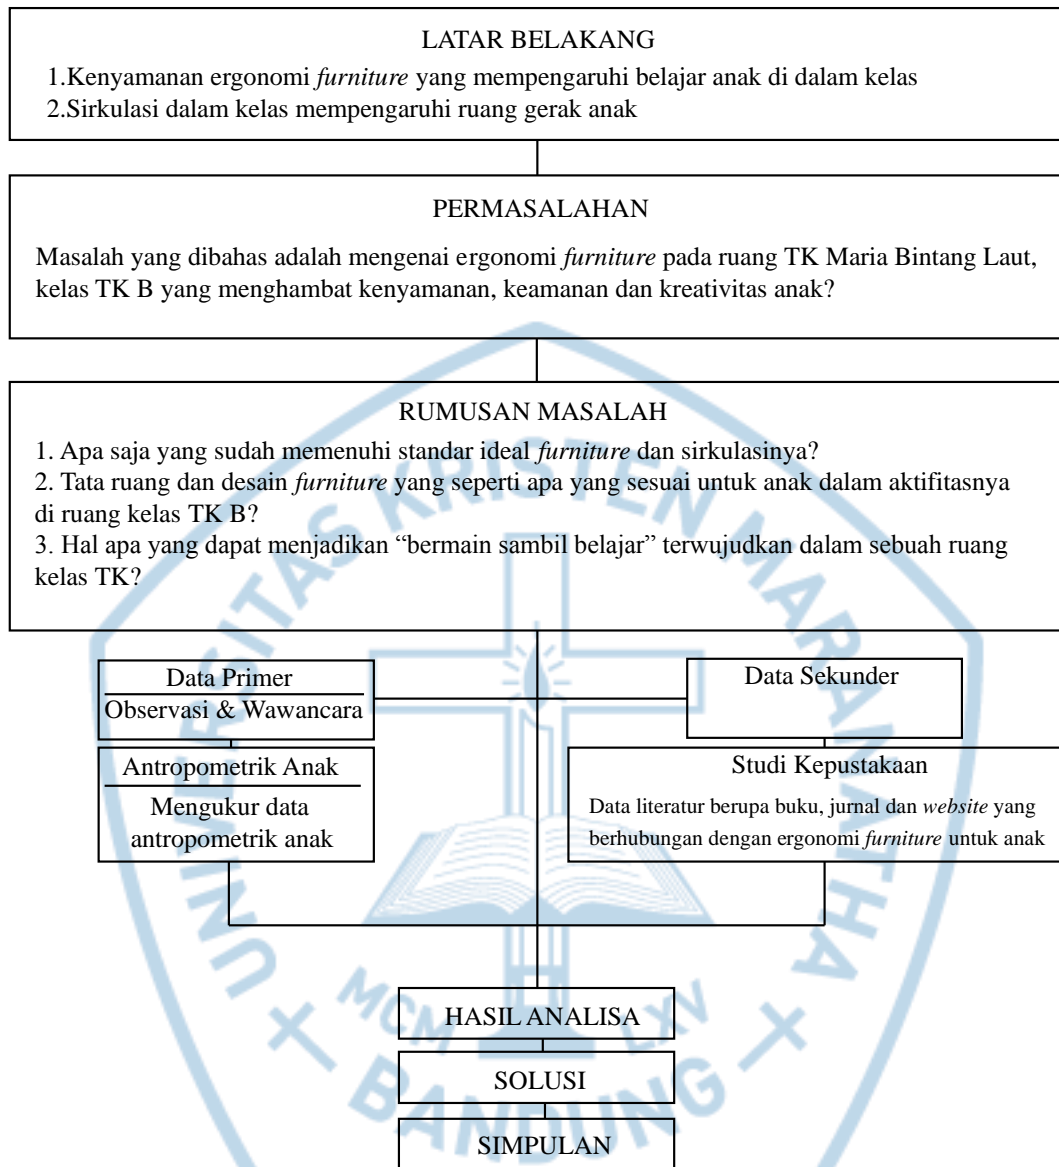 LATAR BELAKANG
1.Kenyamanan ergonomi furniture yang mempengaruhi belajar anak di dalam kelas
2.Sirkulasi dalam kelas mempengaruhi ruang gerak anak
PERMASALAHAN
Masalah yang dibahas adalah mengenai ergonomi furniture pada ruang TK Maria Bintang Laut,
kelas TK B yang menghambat kenyamanan, keamanan dan kreativitas anak?
RUMUSAN MASALAH
1. Apa saja yang sudah memenuhi standar ideal furniture dan sirkulasinya?
2. Tata ruang dan desain furniture yang seperti apa yang sesuai untuk anak dalam aktifitasnya
di ruang kelas TK B?
3. Hal apa yang dapat menjadikan “bermain sambil belajar” terwujudkan dalam sebuah ruang
kelas TK?
Data Primer
Observasi & Wawancara
Data Sekunder
Antropometrik Anak
Mengukur data
antropometrik anak
Studi Kepustakaan
Data literatur berupa buku, jurnal dan website yang
berhubungan dengan ergonomi furniture untuk anak
HASIL ANALISA
SOLUSI
SIMPULAN
UNIVERSITAS KRISTEN MARANATHA
MCM LXV
BANDUNG